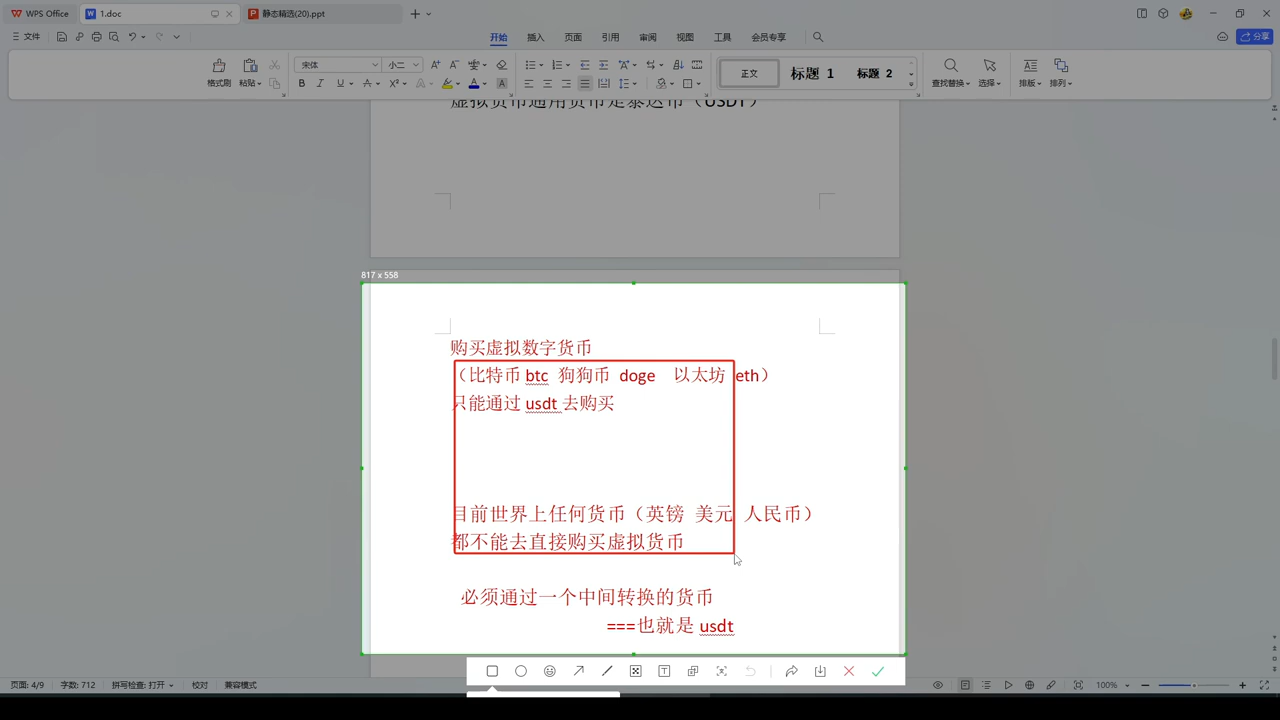 WPS Office
1.doc
静态精选(20).ppt
文件
开始
插入
页面
引用
审阅
视图
工具
会员专享
分享
格式刷
粘贴
宋体
小二
正文
标题 1
标题 2
查找替换
选择
排版
排列
虚拟货币通用货币是泰达币（USDT）
817 x 558
购买虚拟数字货币
（比特币 btc 狗狗币 doge 以太坊 eth）
只能通过 usdt 去购买
目前世界上任何货币（英镑 美元 人民币）
都不能去直接购买虚拟货币
必须通过一个中间转换的货币
===也就是 usdt
页面: 4/9
字数: 712
拼写检查: 打开
校对
兼容模式
100%